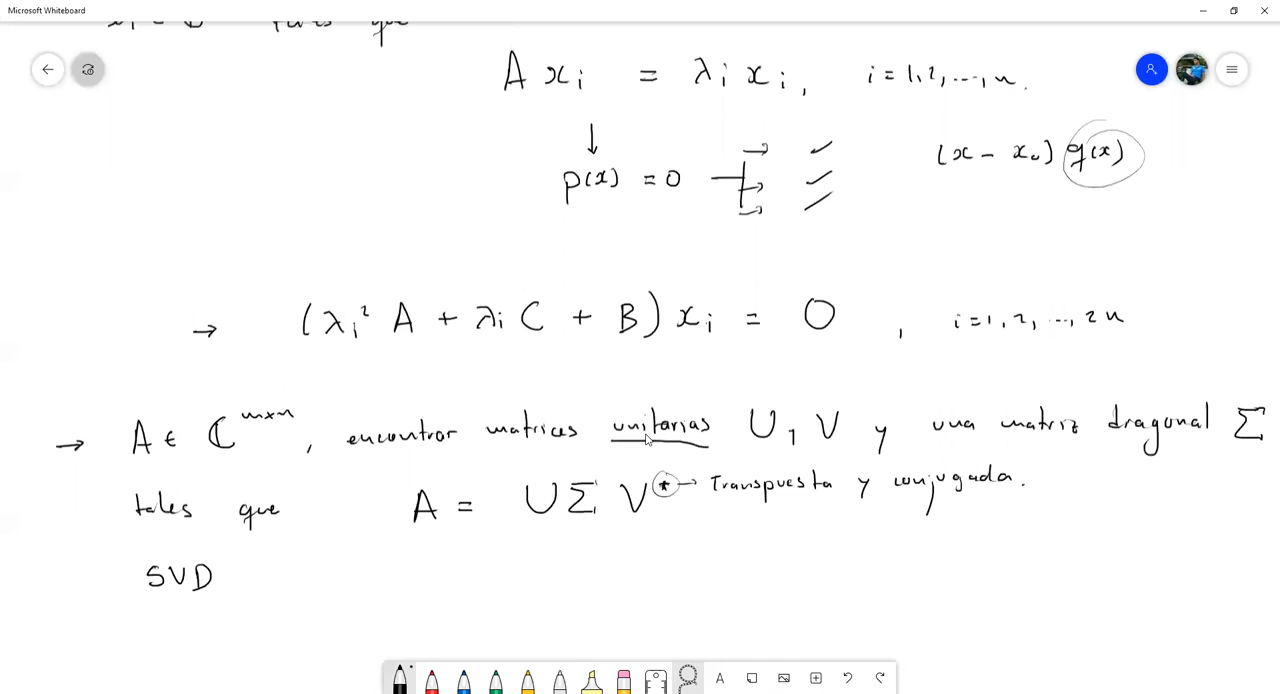 Microsoft Whiteboard
que
A xᵢ = λᵢ xᵢ, i = 1, 2, ..., n.
↓
p(x) = 0
(x - x₀) q(x)
→ (λᵢ² A + λᵢ C + B) xᵢ = 0, i = 1, 2, ..., 2n
→ A ∈ ℂ^{m×n}, encontrar matrices unitarias U, V y una matriz diagonal Σ
tales que A = U Σ V* → Transpuesta y conjugada.
SVD
A